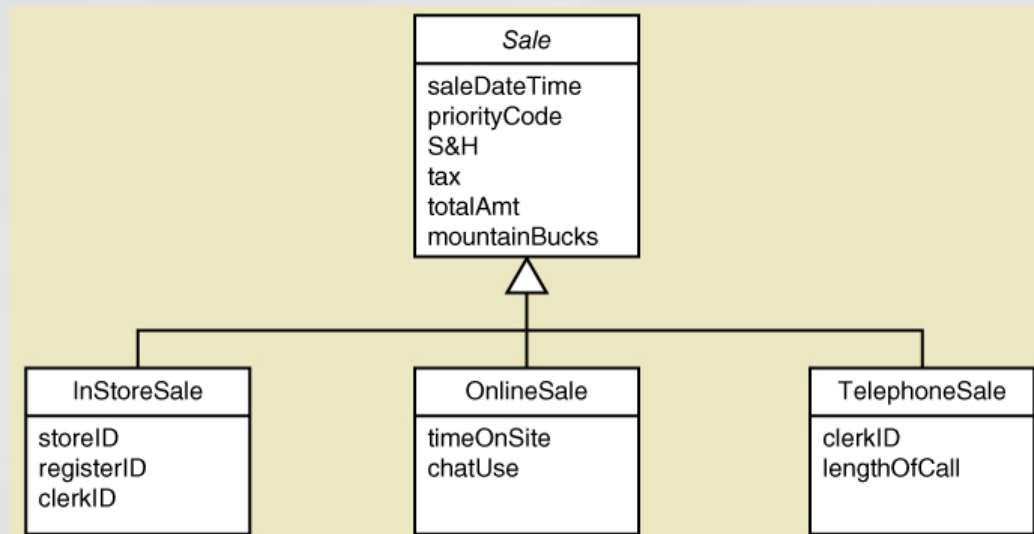 Sale
saleDateTime
priorityCode
S&H
tax
totalAmt
mountainBucks
InStoreSale
storeID
registerID
clerkID
OnlineSale
timeOnSite
chatUse
TelephoneSale
clerkID
lengthOfCall